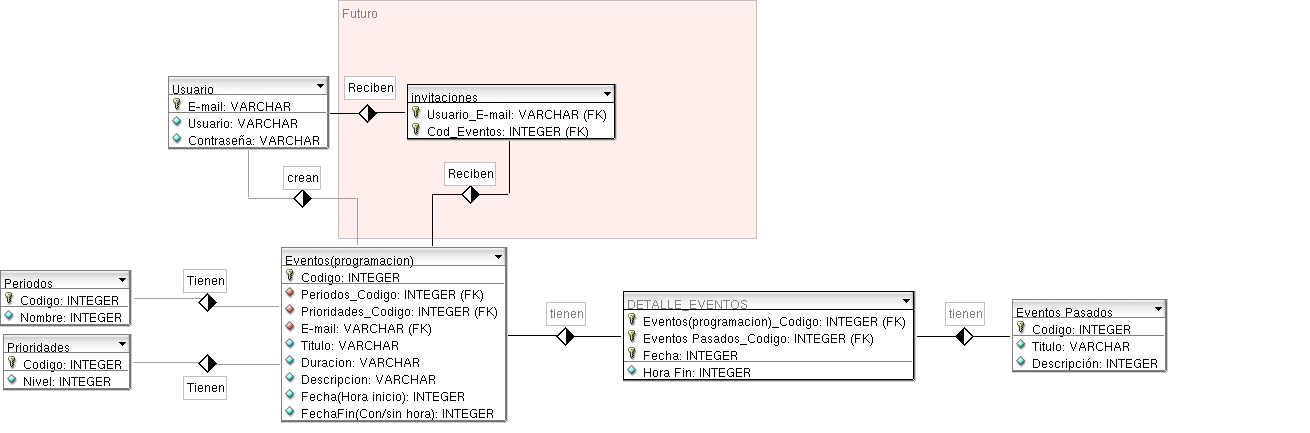 Futuro
Usuario
E-mail: VARCHAR
Usuario: VARCHAR
Contraseña: VARCHAR
Reciben
invitaciones
Usuario_E-mail: VARCHAR (FK)
Cod_Eventos: INTEGER (FK)
crean
Reciben
Periodos
Codigo: INTEGER
Nombre: INTEGER
Tienen
Prioridades
Codigo: INTEGER
Nivel: INTEGER
Tienen
Eventos(programacion)
Codigo: INTEGER
Periodos_Codigo: INTEGER (FK)
Prioridades_Codigo: INTEGER (FK)
E-mail: VARCHAR (FK)
Titulo: VARCHAR
Duracion: VARCHAR
Descripcion: VARCHAR
Fecha(Hora inicio): INTEGER
FechaFin(Con/sin hora): INTEGER
tienen
DETALLE_EVENTOS
Eventos(programacion)_Codigo: INTEGER (FK)
Eventos Pasados_Codigo: INTEGER (FK)
Fecha: INTEGER
Hora Fin: INTEGER
tienen
Eventos Pasados
Codigo: INTEGER
Titulo: VARCHAR
Descripción: INTEGER